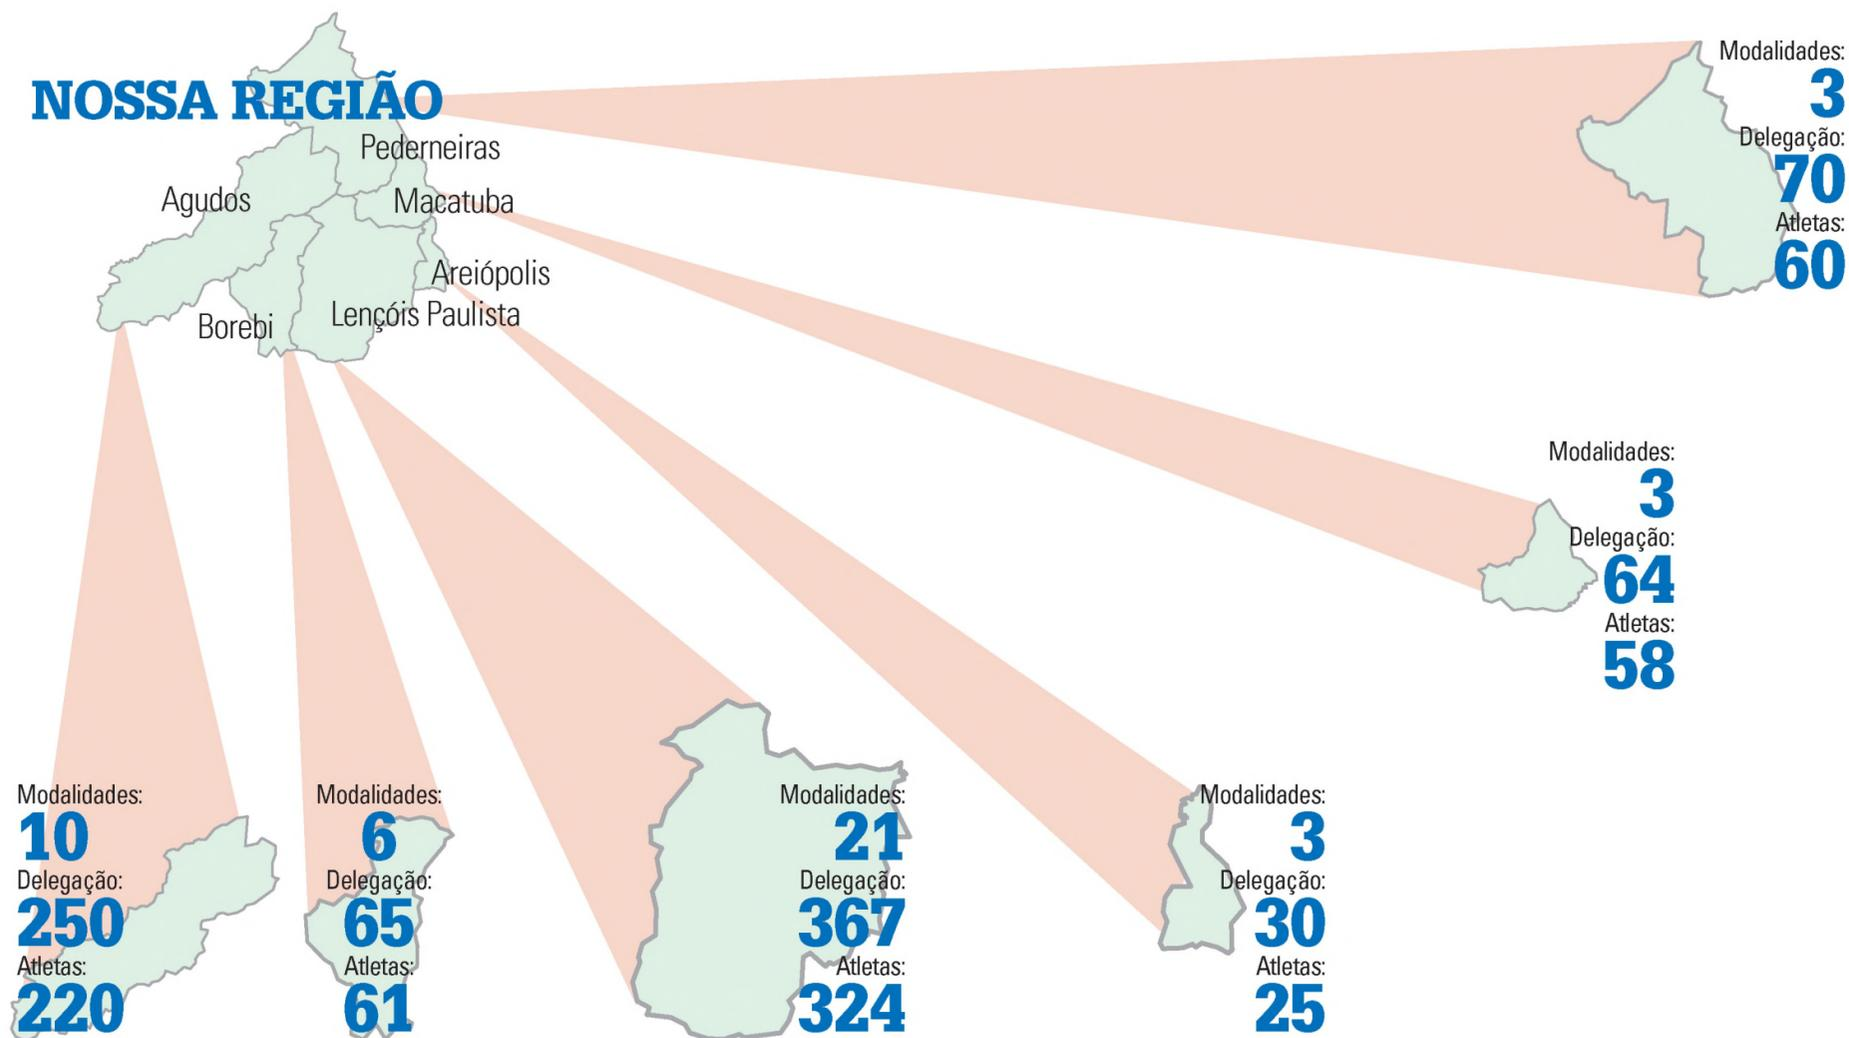 NOSSA REGIÃO
Pederneiras
Agudos
Macatuba
Areiópolis
Lençóis Paulista
Borebi
Modalidades:
3
Delegação:
70
Atletas:
60
Modalidades:
3
Delegação:
64
Atletas:
58
Modalidades:
10
Delegação:
250
Atletas:
220
Modalidades:
6
Delegação:
65
Atletas:
61
Modalidades:
21
Delegação:
367
Atletas:
324
Modalidades:
3
Delegação:
30
Atletas:
25